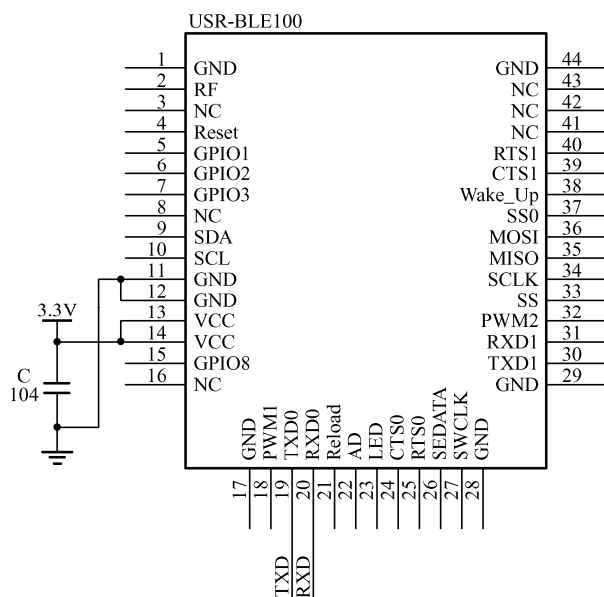 USR-BLE100
1 GND
2 RF
3 NC
4 Reset
5 GPIO1
6 GPIO2
7 GPIO3
8 NC
9 SDA
10 SCL
11 GND
12 GND
13 VCC
14 VCC
15 GPIO8
16 NC
GND 44
NC 43
NC 42
NC 41
RTS1 40
CTS1 39
Wake_Up 38
SS0 37
MOSI 36
MISO 35
SCLK 34
SS 33
PWM2 32
RXD1 31
TXD1 30
GND 29
3.3V
C
104
GND 17
PWM1 18
TXD0 19
RXD0 20
Reload 21
AD 22
LED 23
CTS0 24
RTS0 25
SEDATA 26
SWCLK 27
GND 28
TXD
RXD